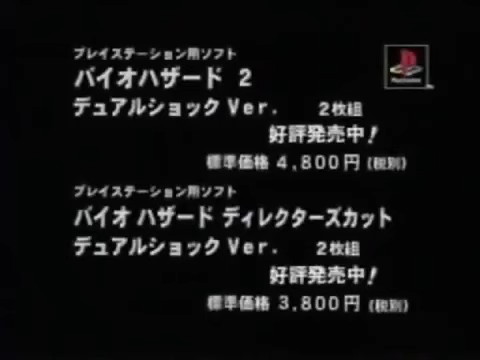 プレイステーション用ソフト
バイオハザード 2
デュアルショック Ver. 2枚組
好評発売中!
標準価格 4,800円 (税別)
プレイステーション用ソフト
バイオ ハザード ディレクターズカット
デュアルショック Ver. 2枚組
好評発売中!
標準価格 3,800円 (税別)